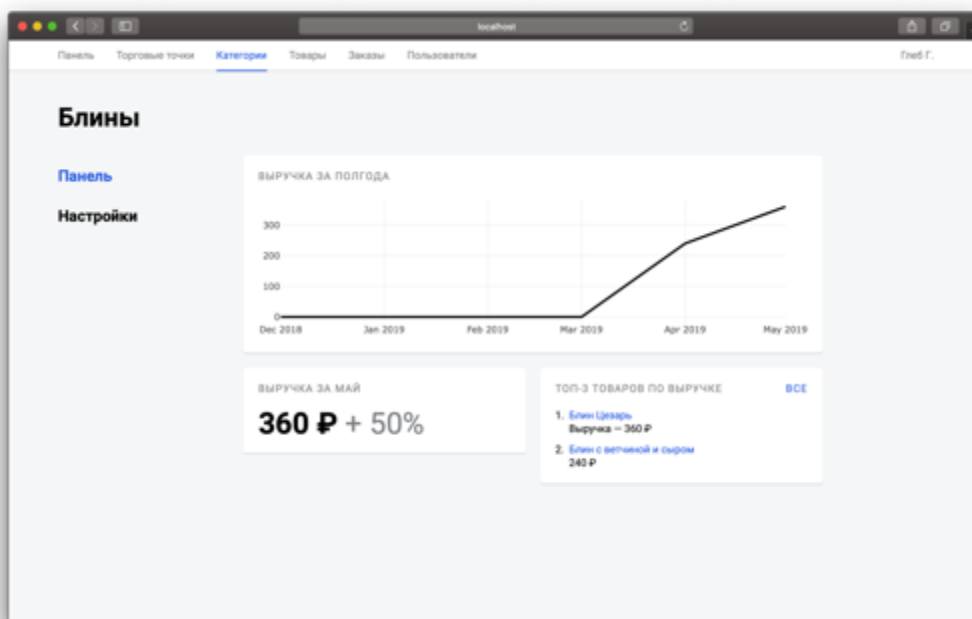 localhost
Панель Торговые точки Категории Товары Заказы Пользователи Глеб Г.
Блины
Панель
Настройки
ВЫРУЧКА ЗА ПОЛГОДА
300
200
100
0
Dec 2018 Jan 2019 Feb 2019 Mar 2019 Apr 2019 May 2019
ВЫРУЧКА ЗА МАЙ
360 ₽ + 50%
ТОП-3 ТОВАРОВ ПО ВЫРУЧКЕ ВСЕ
1. Блин Цезарь
Выручка — 360 ₽
2. Блин с ветчиной и сыром
240 ₽